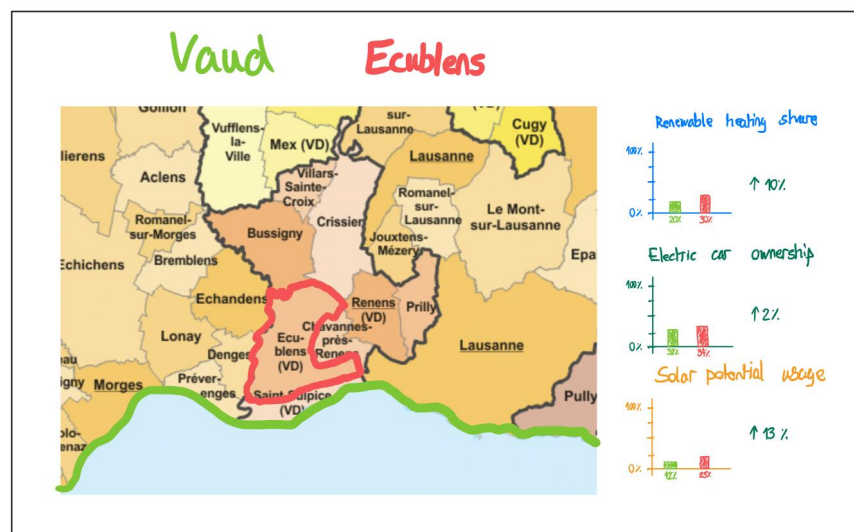 Vaud Ecublens
Gollion
Vufflens-
la-
Ville
Mex (VD)
sur-
Lausanne
(VD)
Cugy
(VD)
Aclens
Villars-
Sainte-
Croix
Lausanne
Romanel-
sur-Morges
Bussigny
Crissier
Romanel-
sur-
Lausanne
Le Mont-
sur-Lausanne
Jouxtens-
Mézery
Echichens
Bremblens
Epa
Echandens
Renens
(VD)
Prilly
Lonay
Ecu-
blens
(VD)
Chavannes-
près-
Renens
Lausanne
Denges
Morges
Préver-
enges
Saint-Sulpice
(VD)
Pully
Renewable heating share
100%
↑ 10%
0%
20% 30%
Electric car ownership
100%
↑ 2%
0%
32% 34%
Solar potential usage
100%
↑ 13 %
0%
12% 25%